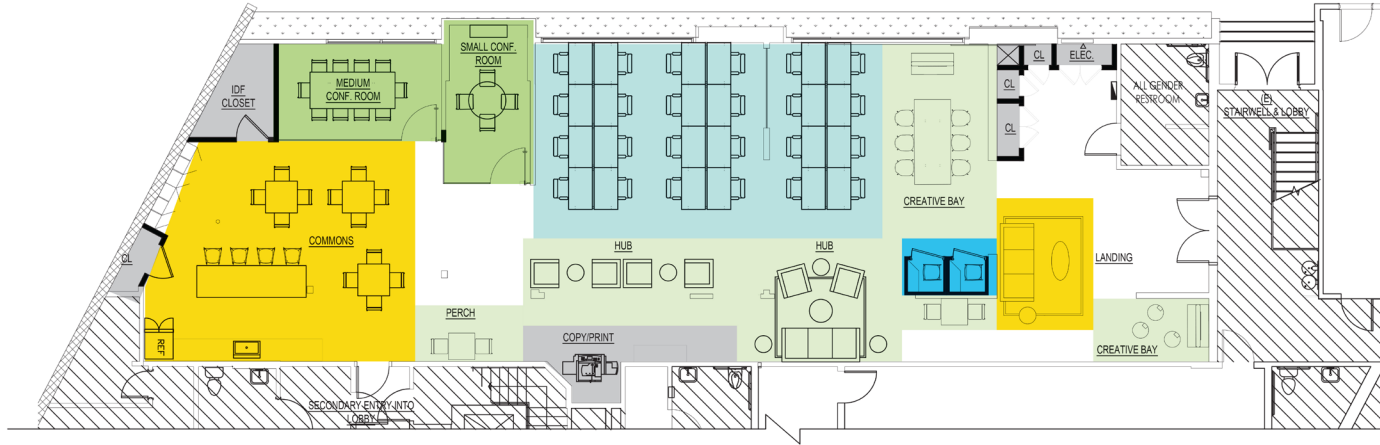 SMALL CONF.
ROOM
MEDIUM
CONF. ROOM
IDF
CLOSET
CL
ELEC.
CL
CL
ALL GENDER
RESTROOM
(E)
STAIRWELL & LOBBY
CREATIVE BAY
COMMONS
HUB
HUB
LANDING
CL
PERCH
COPY/PRINT
REF
CREATIVE BAY
SECONDARY ENTRY INTO
LOBBY